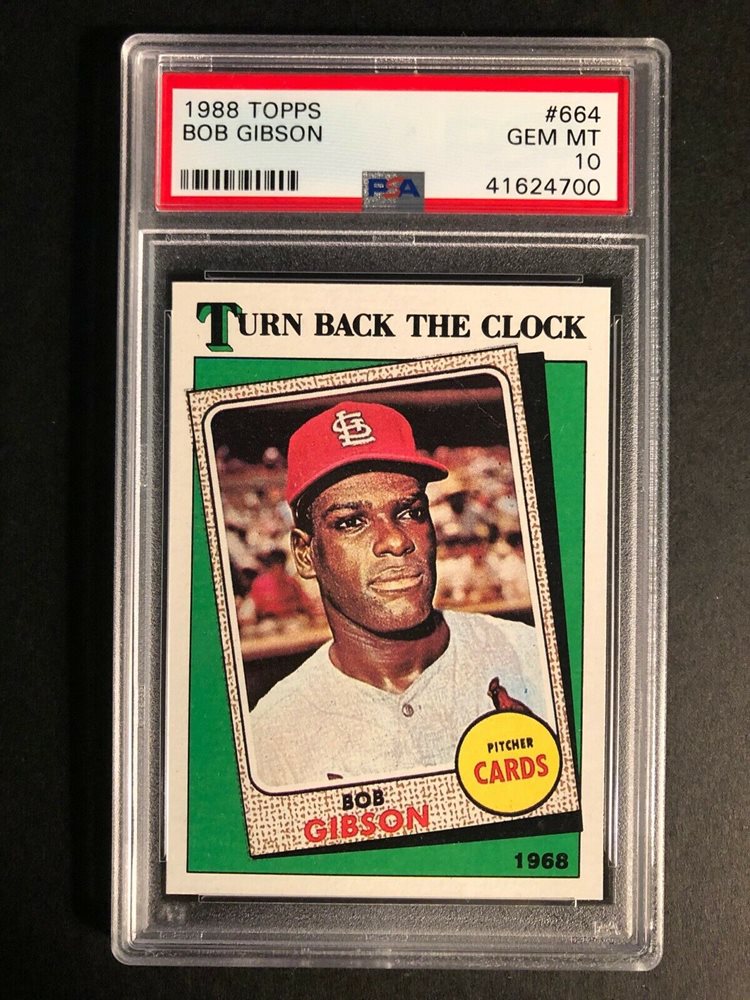 1988 TOPPS #664
BOB GIBSON GEM MT
10
PSA 41624700
TURN BACK THE CLOCK
STL
PITCHER
CARDS
BOB
GIBSON
1968